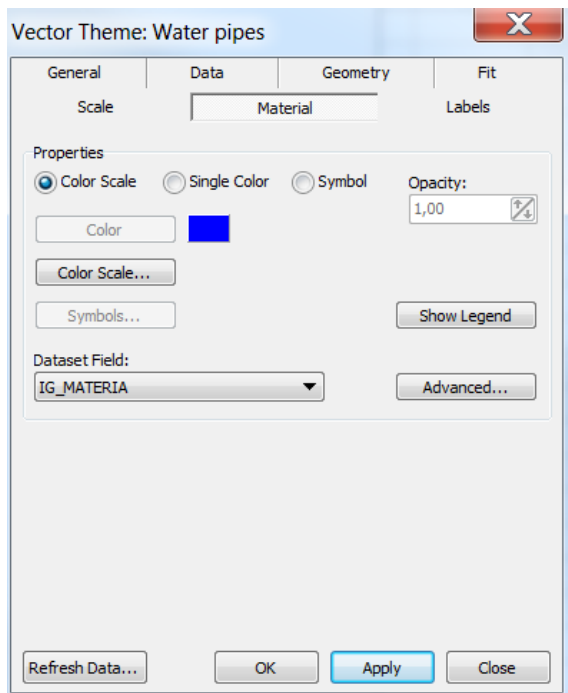 Vector Theme: Water pipes
General Data Geometry Fit
Scale Material Labels
Properties
Color Scale Single Color Symbol Opacity:
1,00
Color
Color Scale...
Symbols... Show Legend
Dataset Field:
IG_MATERIA Advanced...
Refresh Data... OK Apply Close